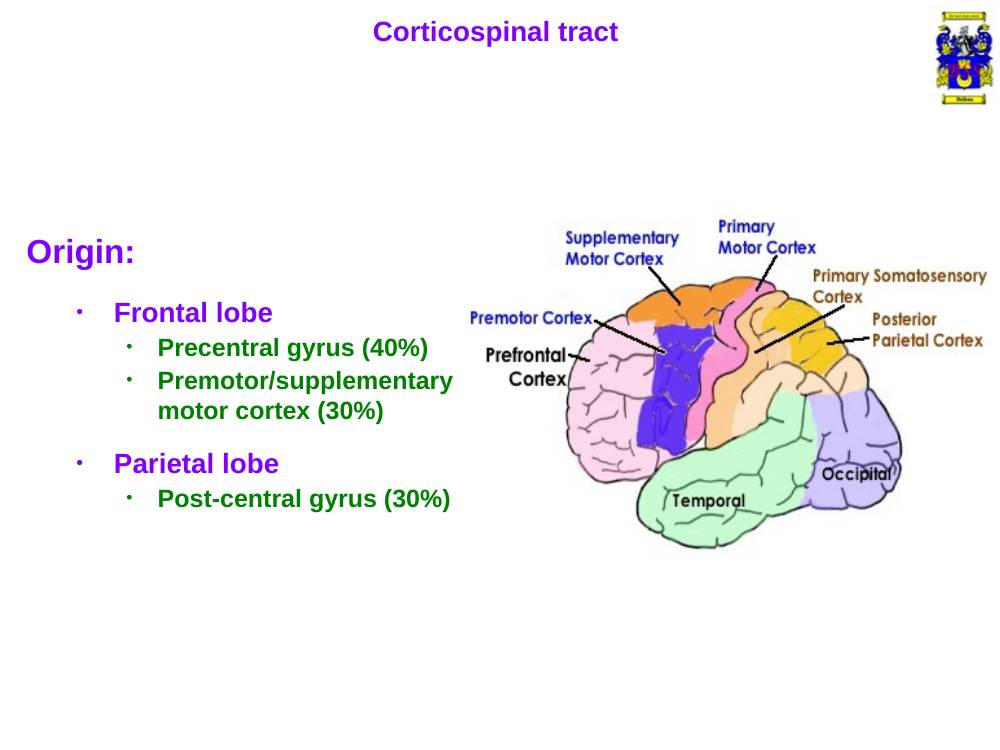 Corticospinal tract
Origin:
• Frontal lobe
• Precentral gyrus (40%)
• Premotor/supplementary
motor cortex (30%)
• Parietal lobe
• Post-central gyrus (30%)
Supplementary
Motor Cortex
Primary
Motor Cortex
Primary Somatosensory
Cortex
Posterior
Parietal Cortex
Premotor Cortex
Prefrontal
Cortex
Temporal
Occipital